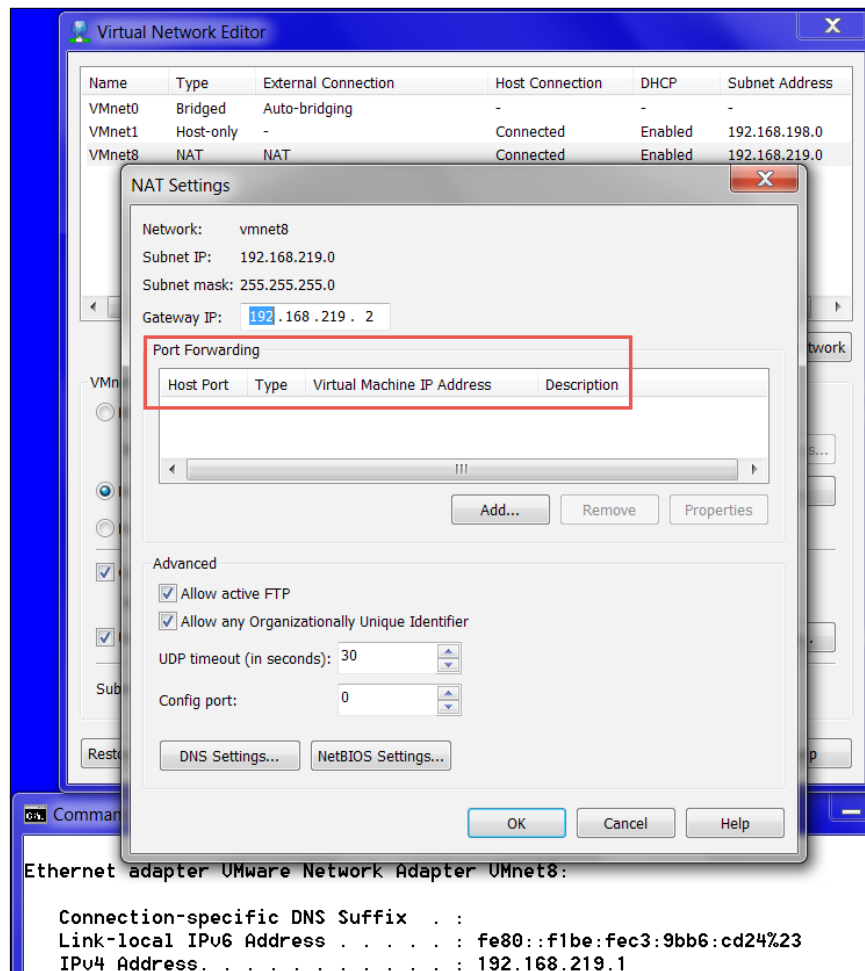 Virtual Network Editor
Name Type External Connection Host Connection DHCP Subnet Address
VMnet0 Bridged Auto-bridging - - -
VMnet1 Host-only - Connected Enabled 192.168.198.0
VMnet8 NAT NAT Connected Enabled 192.168.219.0
NAT Settings
Network: vmnet8
Subnet IP: 192.168.219.0
Subnet mask: 255.255.255.0
Gateway IP: 192 . 168 . 219 . 2
Port Forwarding
Host Port Type Virtual Machine IP Address Description
Add... Remove Properties
Advanced
Allow active FTP
Allow any Organizationally Unique Identifier
UDP timeout (in seconds): 30
Config port: 0
DNS Settings... NetBIOS Settings...
OK Cancel Help
Ethernet adapter VMware Network Adapter VMnet8:
Connection-specific DNS Suffix . :
Link-local IPv6 Address . . . . . : fe80::f1be:fec3:9bb6:cd24%23
IPv4 Address. . . . . . . . . . . : 192.168.219.1